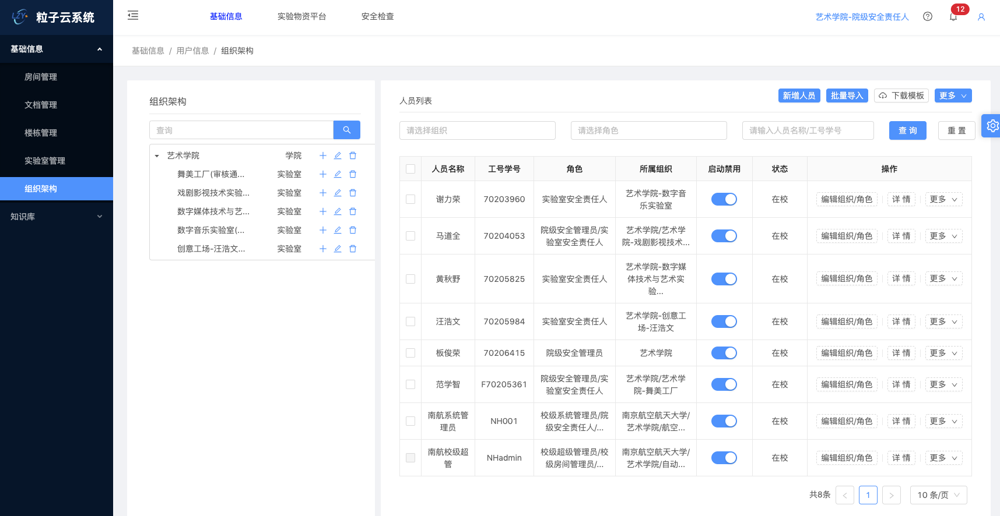 LZY 粒子云系统
基础信息 实验物资平台 安全检查
艺术学院-院级安全责任人 12
基础信息
房间管理
文档管理
楼栋管理
实验室管理
组织架构
知识库
基础信息 / 用户信息 / 组织架构
组织架构
查询
艺术学院 学院
舞美工厂(审核通... 实验室
戏剧影视技术实验... 实验室
数字媒体技术与艺... 实验室
数字音乐实验室(... 实验室
创意工场-汪浩文... 实验室
人员列表
新增人员 批量导入 下载模板 更多
请选择组织 请选择角色 请输入人员名称/工号学号 查 询 重 置
人员名称 工号学号 角色 所属组织 启动禁用 状态 操作
谢力荣 70203960 实验室安全责任人 艺术学院-数字音
乐实验室 在校 编辑组织/角色 详 情 更多
马道全 70204053 院级安全管理员/实
验室安全责任人 艺术学院/艺术学
院-戏剧影视技术... 在校 编辑组织/角色 详 情 更多
黄秋野 70205825 实验室安全责任人 艺术学院-数字媒
体技术与艺术实
验... 在校 编辑组织/角色 详 情 更多
汪浩文 70205984 实验室安全责任人 艺术学院-创意工
场-汪浩文 在校 编辑组织/角色 详 情 更多
板俊荣 70206415 院级安全管理员 艺术学院 在校 编辑组织/角色 详 情 更多
范学智 F70205361 院级安全管理员/实
验室安全责任人 艺术学院/艺术学
院-舞美工厂 在校 编辑组织/角色 详 情 更多
南航系统管
理员 NH001 校级系统管理员/院
级安全责任人/... 南京航空航天大学/
艺术学院/航空... 在校 编辑组织/角色 详 情 更多
南航校级超
管 NHadmin 校级超级管理员/校
级房间管理员/... 南京航空航天大学/
艺术学院/自动... 在校 编辑组织/角色 详 情 更多
共8条 < 1 > 10 条/页